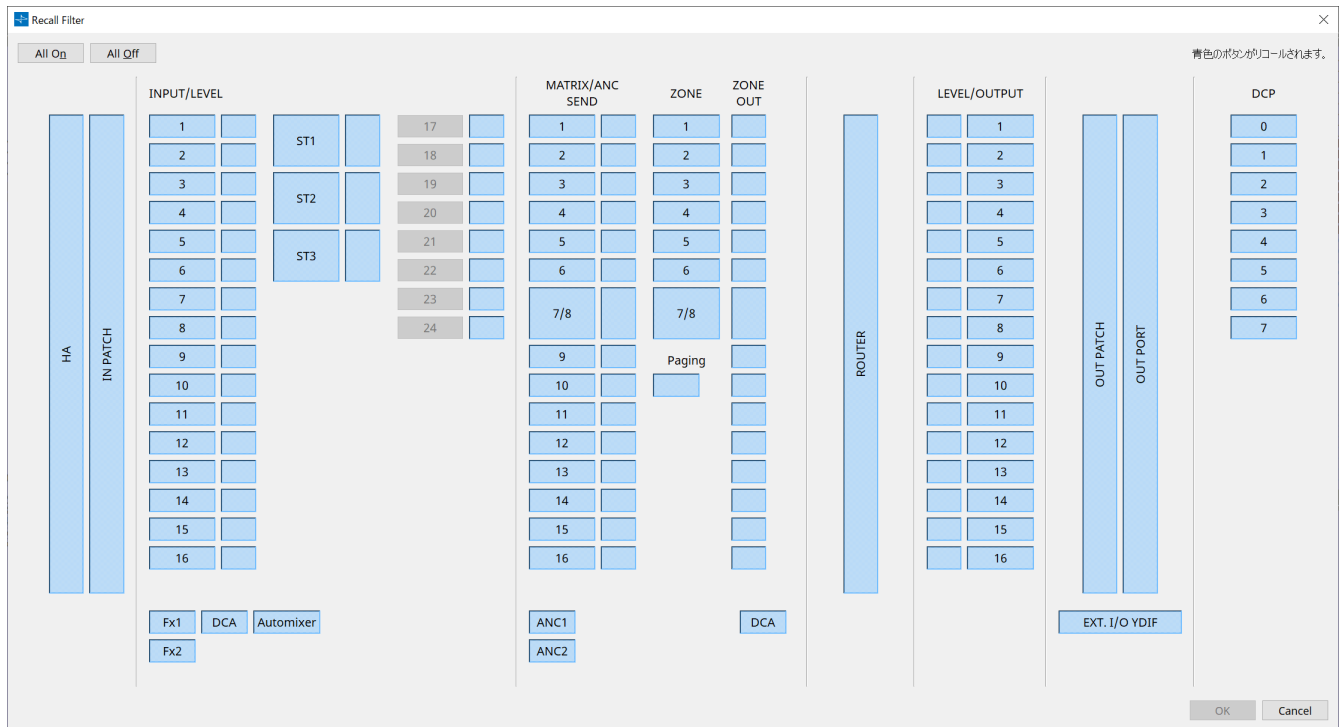 Recall Filter
All On
All Off
青色のボタンがリコールされます。
HA
IN PATCH
INPUT/LEVEL
1
2
3
4
5
6
7
8
9
10
11
12
13
14
15
16
ST1
ST2
ST3
17
18
19
20
21
22
23
24
Fx1
DCA
Automixer
Fx2
MATRIX/ANC
SEND
1
2
3
4
5
6
7/8
9
10
11
12
13
14
15
16
ANC1
ANC2
ZONE
1
2
3
4
5
6
7/8
Paging
ZONE
OUT
DCA
ROUTER
LEVEL/OUTPUT
1
2
3
4
5
6
7
8
9
10
11
12
13
14
15
16
OUT PATCH
OUT PORT
EXT. I/O YDIF
DCP
0
1
2
3
4
5
6
7
OK
Cancel